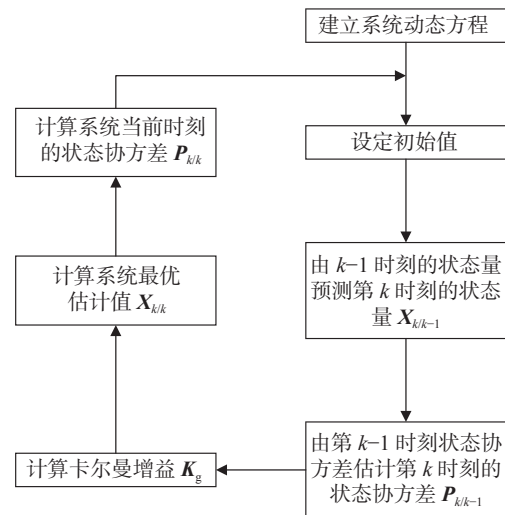 建立系统动态方程
设定初始值
由 k−1 时刻的状态量
预测第 k 时刻的状态
量 X_{k/k−1}
由第 k−1 时刻状态协
方差估计第 k 时刻的
状态协方差 P_{k/k−1}
计算卡尔曼增益 K_g
计算系统最优
估计值 X_{k/k}
计算系统当前时刻
的状态协方差 P_{k/k}